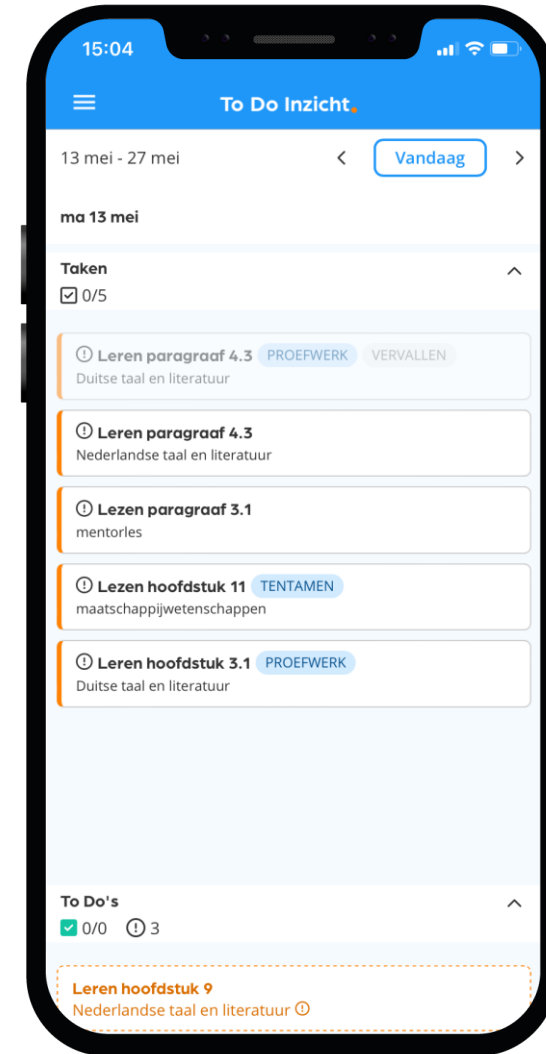 15:04
To Do Inzicht.
13 mei - 27 mei
Vandaag
ma 13 mei
Taken
0/5
Leren paragraaf 4.3 PROEFWERK VERVALLEN
Duitse taal en literatuur
Leren paragraaf 4.3
Nederlandse taal en literatuur
Lezen paragraaf 3.1
mentorles
Lezen hoofdstuk 11 TENTAMEN
maatschappijwetenschappen
Leren hoofdstuk 3.1 PROEFWERK
Duitse taal en literatuur
To Do's
0/0 3
Leren hoofdstuk 9
Nederlandse taal en literatuur